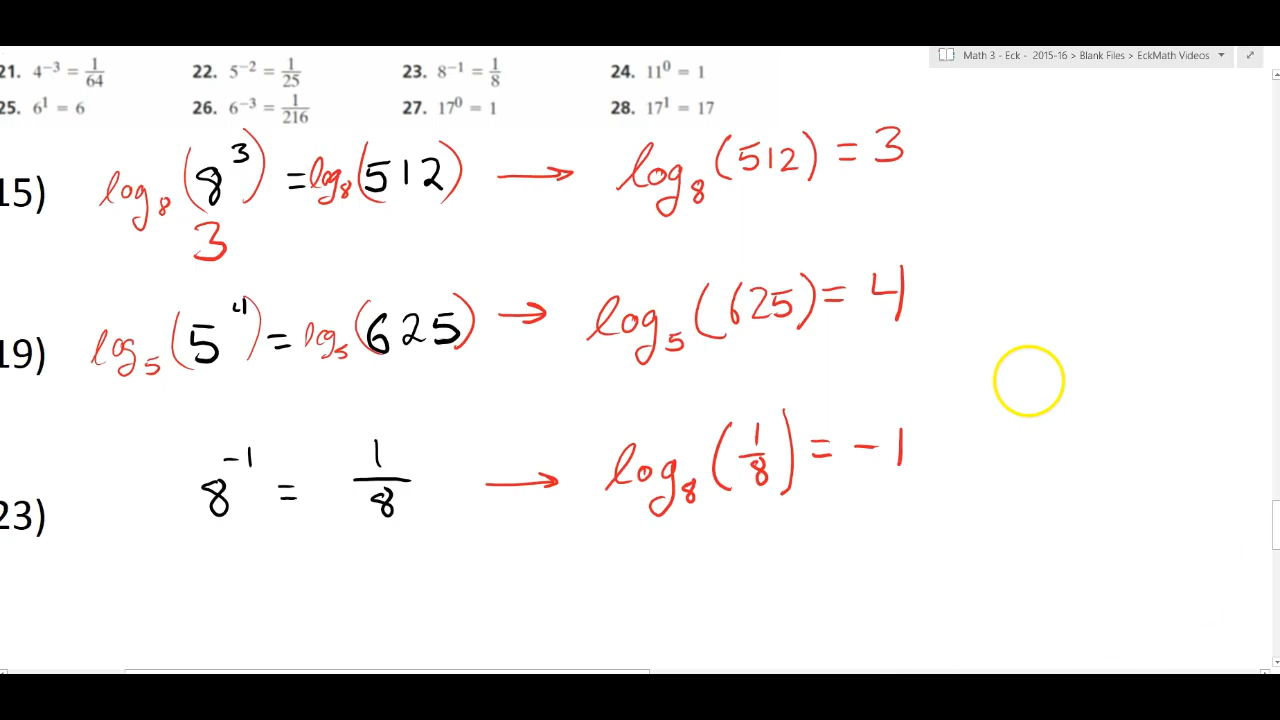 Math 3 - Eck - 2015-16 > Blank Files > EckMath Videos
21. 4⁻³ = 1/64 22. 5⁻² = 1/25 23. 8⁻¹ = 1/8 24. 11⁰ = 1
25. 6¹ = 6 26. 6⁻³ = 1/216 27. 17⁰ = 1 28. 17¹ = 17
15) log₈(8³) = log₈(512) → log₈(512) = 3
3
19) log₅(5⁴) = log₅(625) → log₅(625) = 4
23) 8⁻¹ = 1/8 → log₈(1/8) = -1